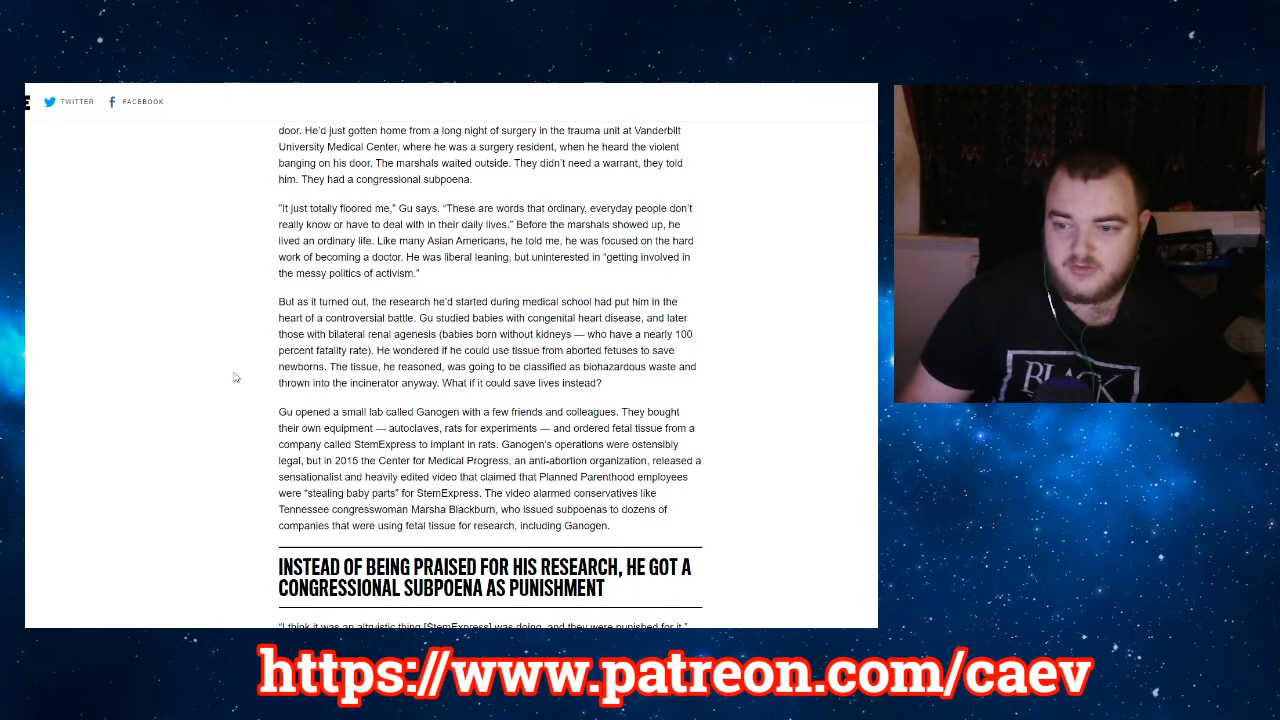 E TWITTER FACEBOOK
door. He'd just gotten home from a long night of surgery in the trauma unit at Vanderbilt
University Medical Center, where he was a surgery resident, when he heard the violent
banging on his door. The marshals waited outside. They didn't need a warrant, they told
him. They had a congressional subpoena.
"It just totally floored me," Gu says. "These are words that ordinary, everyday people don't
really know or have to deal with in their daily lives." Before the marshals showed up, he
lived an ordinary life. Like many Asian Americans, he told me, he was focused on the hard
work of becoming a doctor. He was liberal leaning, but uninterested in "getting involved in
the messy politics of activism."
But as it turned out, the research he'd started during medical school had put him in the
heart of a controversial battle. Gu studied babies with congenital heart disease, and later
those with bilateral renal agenesis (babies born without kidneys — who have a nearly 100
percent fatality rate). He wondered if he could use tissue from aborted fetuses to save
newborns. The tissue, he reasoned, was going to be classified as biohazardous waste and
thrown into the incinerator anyway. What if it could save lives instead?
Gu opened a small lab called Ganogen with a few friends and colleagues. They bought
their own equipment — autoclaves, rats for experiments — and ordered fetal tissue from a
company called StemExpress to implant in rats. Ganogen's operations were ostensibly
legal, but in 2015 the Center for Medical Progress, an anti-abortion organization, released a
sensationalist and heavily edited video that claimed that Planned Parenthood employees
were "stealing baby parts" for StemExpress. The video alarmed conservatives like
Tennessee congresswoman Marsha Blackburn, who issued subpoenas to dozens of
companies that were using fetal tissue for research, including Ganogen.
INSTEAD OF BEING PRAISED FOR HIS RESEARCH, HE GOT A
CONGRESSIONAL SUBPOENA AS PUNISHMENT
"I think it was an altruistic thing [StemExpress] was doing, and they were punished for it,"
BLACK
https://www.patreon.com/caev